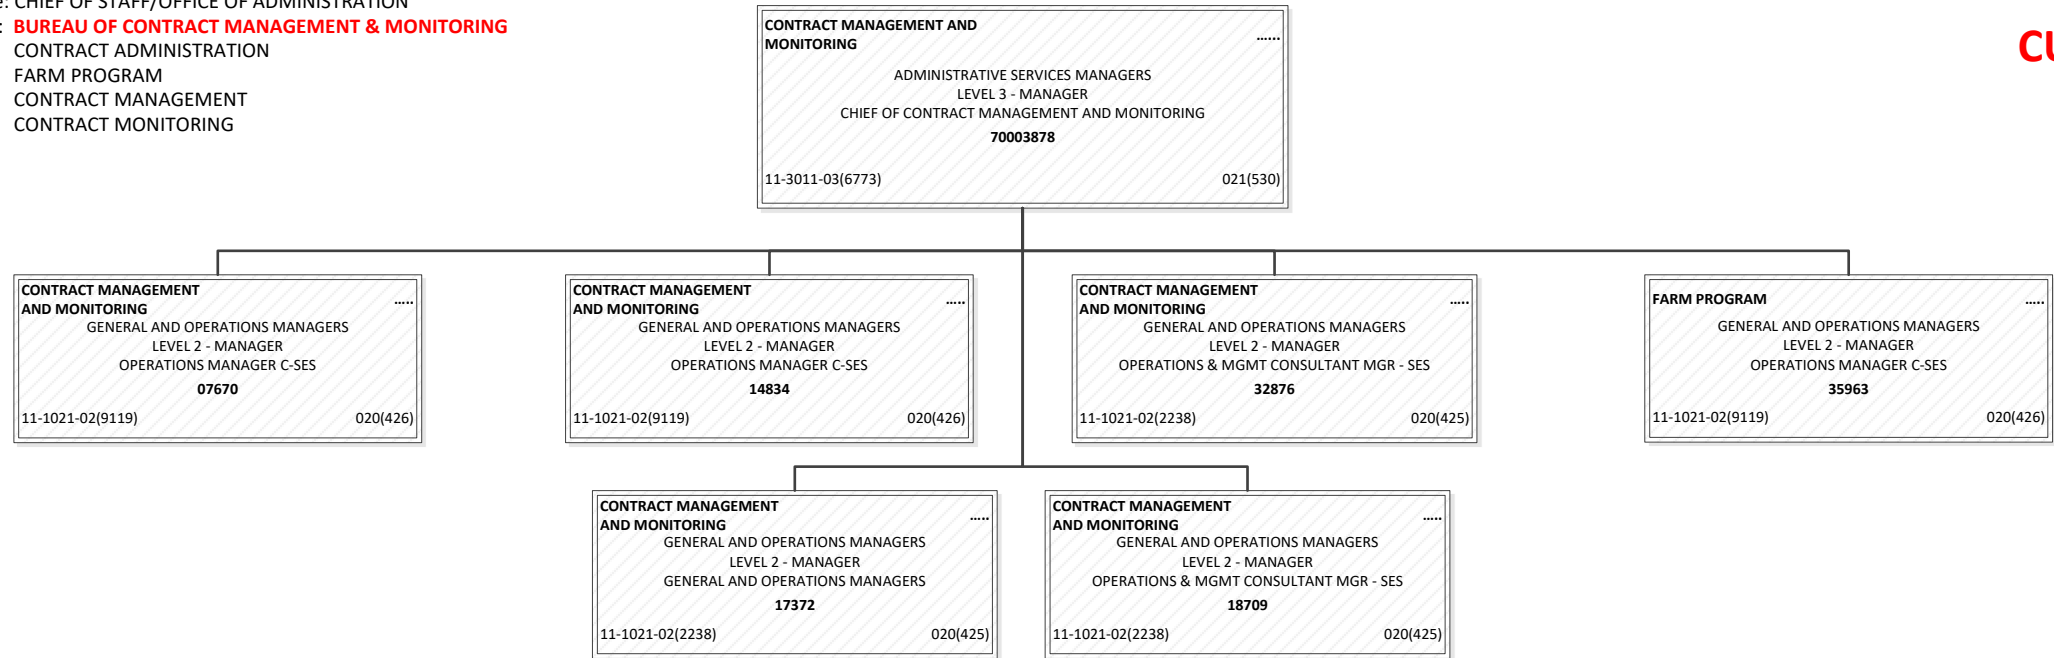 CHIEF OF STAFF/OFFICE OF ADMINISTRATION
: BUREAU OF CONTRACT MANAGEMENT & MONITORING
CONTRACT ADMINISTRATION
FARM PROGRAM
CONTRACT MANAGEMENT
CONTRACT MONITORING
CU
CONTRACT MANAGEMENT AND
MONITORING
......
ADMINISTRATIVE SERVICES MANAGERS
LEVEL 3 - MANAGER
CHIEF OF CONTRACT MANAGEMENT AND MONITORING
70003878
11-3011-03(6773) 021(530)
CONTRACT MANAGEMENT
AND MONITORING
.....
GENERAL AND OPERATIONS MANAGERS
LEVEL 2 - MANAGER
OPERATIONS MANAGER C-SES
07670
11-1021-02(9119) 020(426)
CONTRACT MANAGEMENT
AND MONITORING
.....
GENERAL AND OPERATIONS MANAGERS
LEVEL 2 - MANAGER
OPERATIONS MANAGER C-SES
14834
11-1021-02(9119) 020(426)
CONTRACT MANAGEMENT
AND MONITORING
.....
GENERAL AND OPERATIONS MANAGERS
LEVEL 2 - MANAGER
OPERATIONS & MGMT CONSULTANT MGR - SES
32876
11-1021-02(2238) 020(425)
FARM PROGRAM .....
GENERAL AND OPERATIONS MANAGERS
LEVEL 2 - MANAGER
OPERATIONS MANAGER C-SES
35963
11-1021-02(9119) 020(426)
CONTRACT MANAGEMENT
AND MONITORING
.....
GENERAL AND OPERATIONS MANAGERS
LEVEL 2 - MANAGER
GENERAL AND OPERATIONS MANAGERS
17372
11-1021-02(2238) 020(425)
CONTRACT MANAGEMENT
AND MONITORING
.....
GENERAL AND OPERATIONS MANAGERS
LEVEL 2 - MANAGER
OPERATIONS & MGMT CONSULTANT MGR - SES
18709
11-1021-02(2238) 020(425)